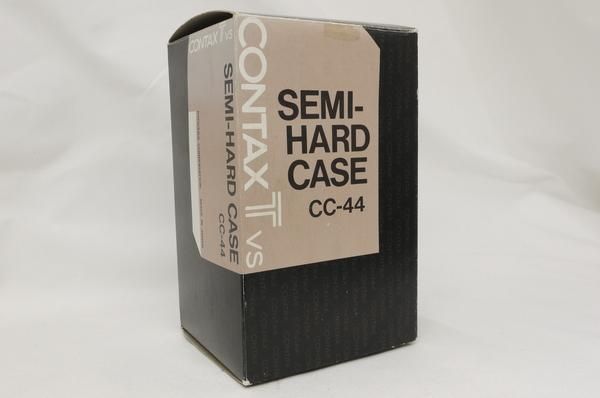 CONTAX T VS
SEMI-
HARD
CASE
CC-44
CONTAX T VS
SEMI-HARD CASE
CC-44